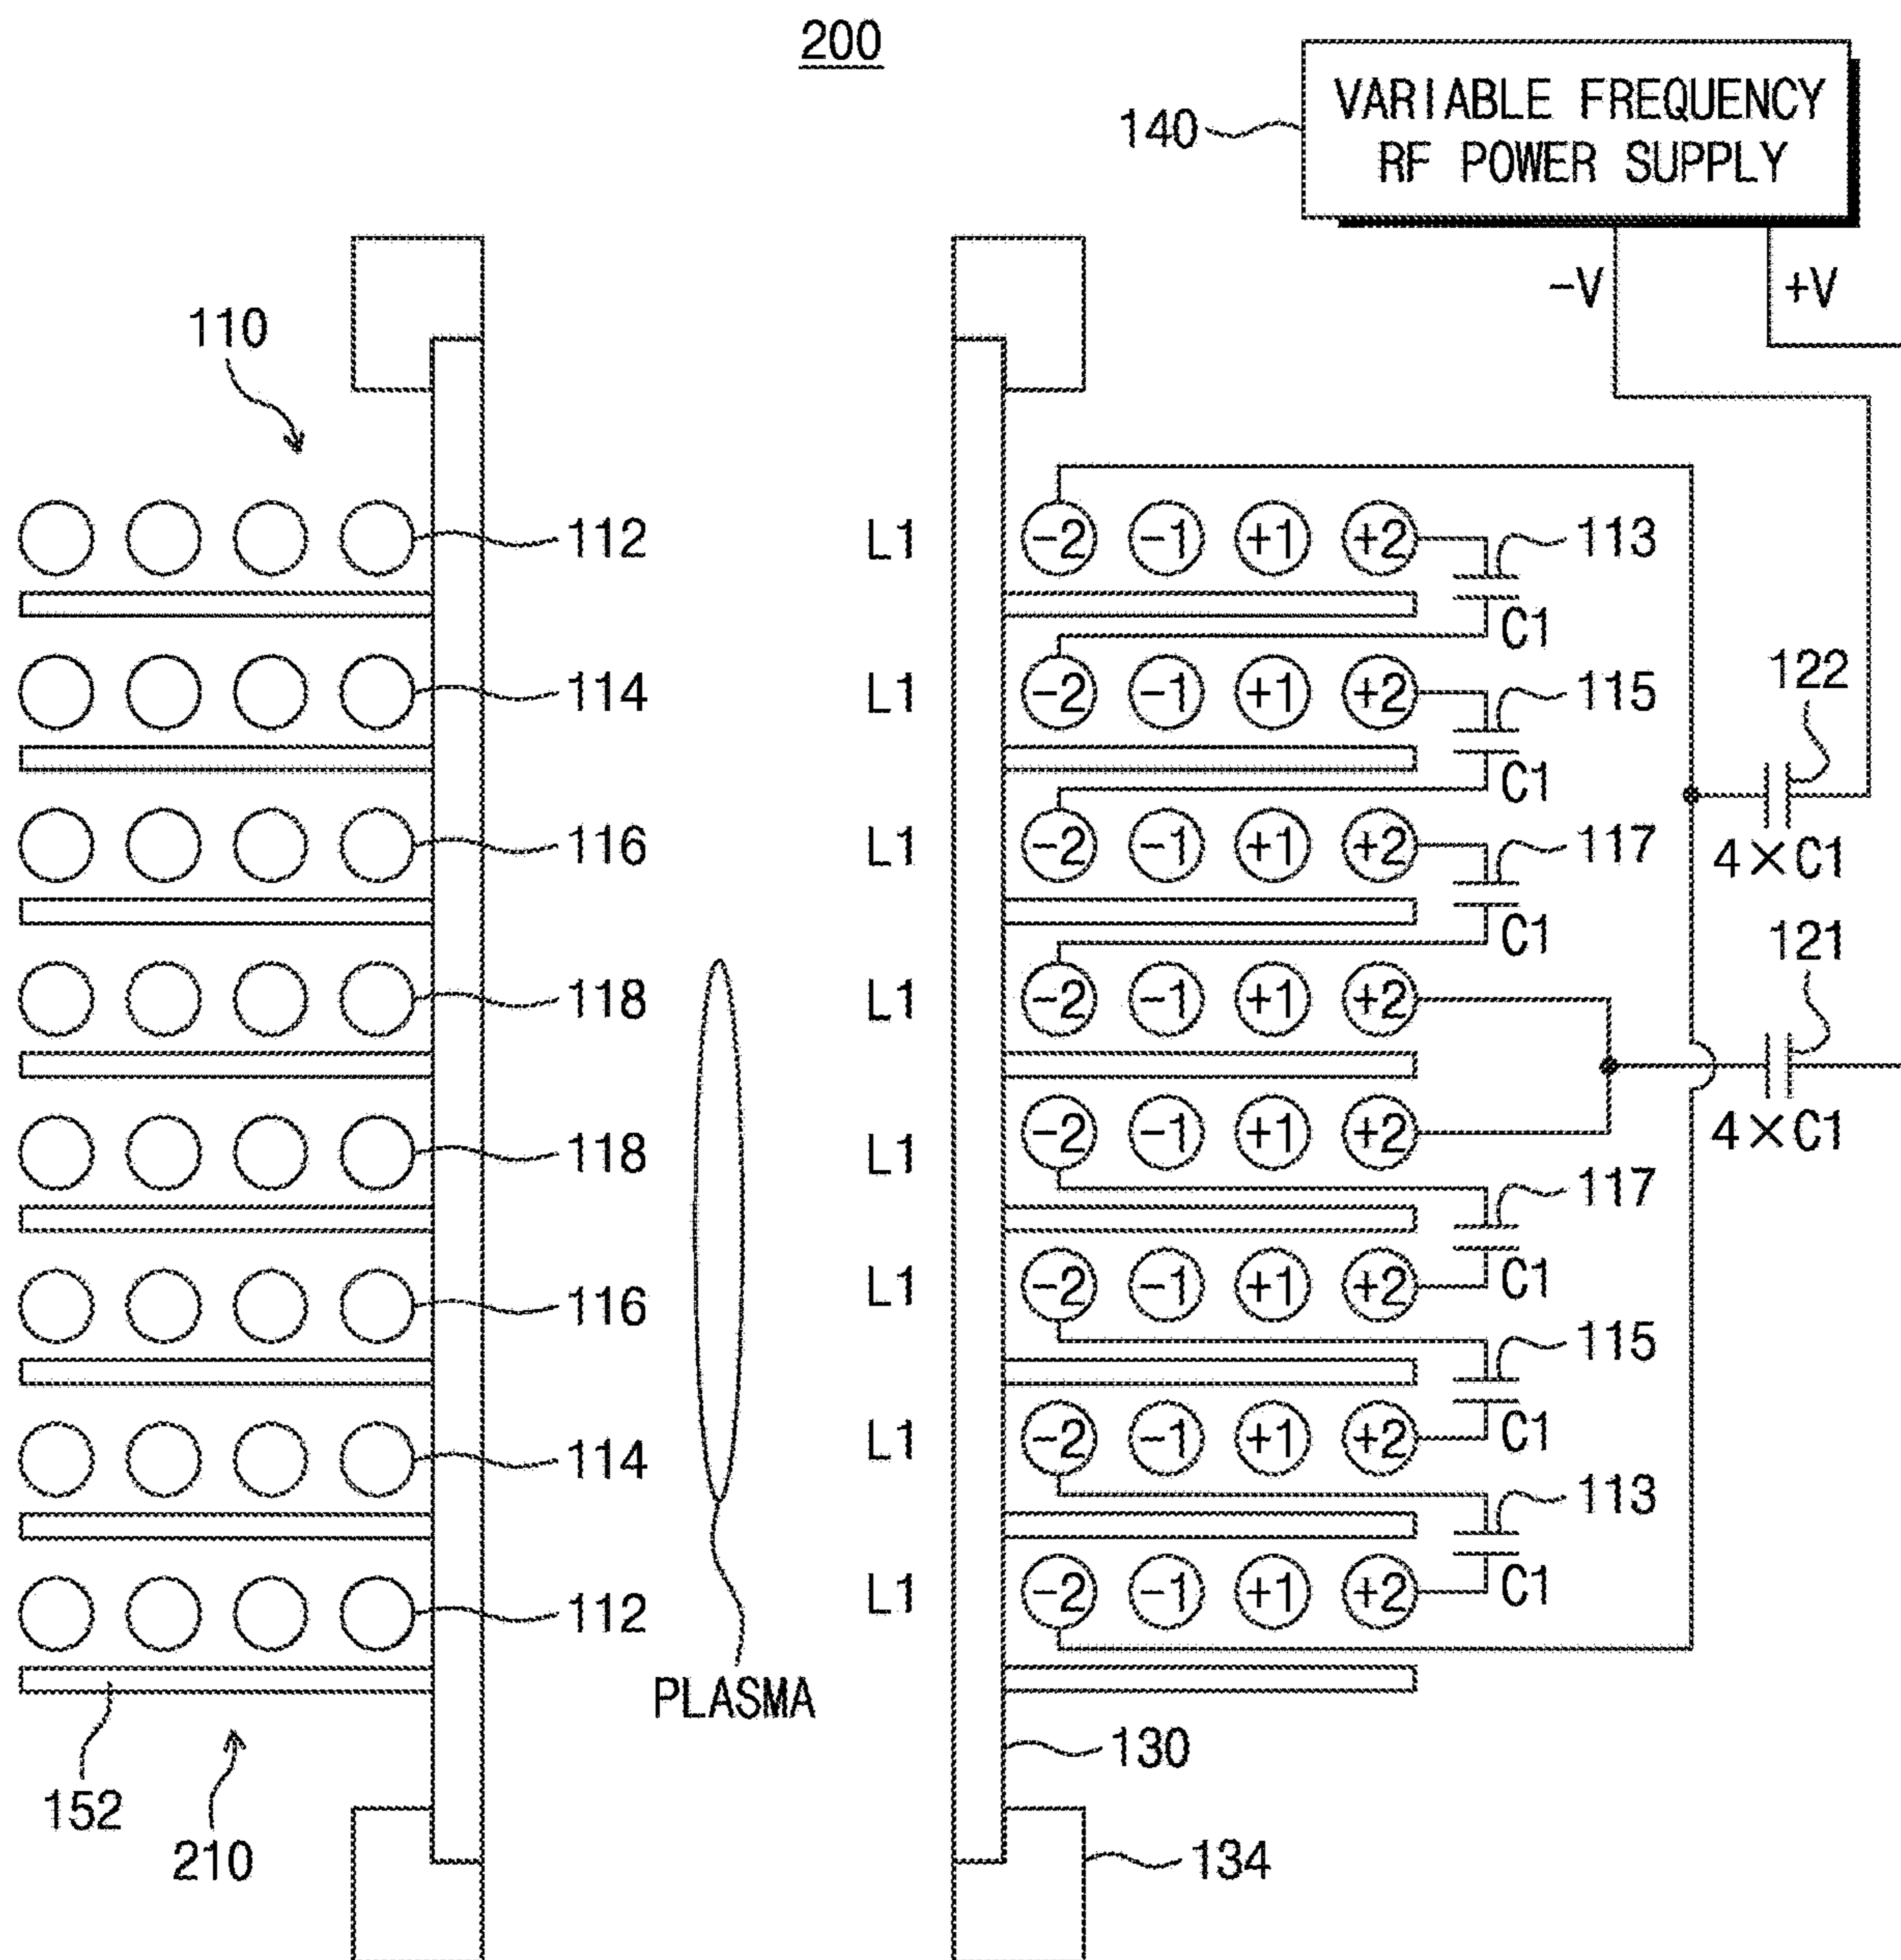 200
VARIABLE FREQUENCY
RF POWER SUPPLY
140
-V
+V
110
112
L1
-2 -1 +1 +2
113
C1
114
L1
-2 -1 +1 +2
115
C1
122
4×C1
116
L1
-2 -1 +1 +2
117
C1
121
4×C1
118
L1
-2 -1 +1 +2
118
L1
-2 -1 +1 +2
117
C1
116
L1
-2 -1 +1 +2
115
C1
114
L1
-2 -1 +1 +2
113
C1
112
L1
-2 -1 +1 +2
PLASMA
130
152
210
134